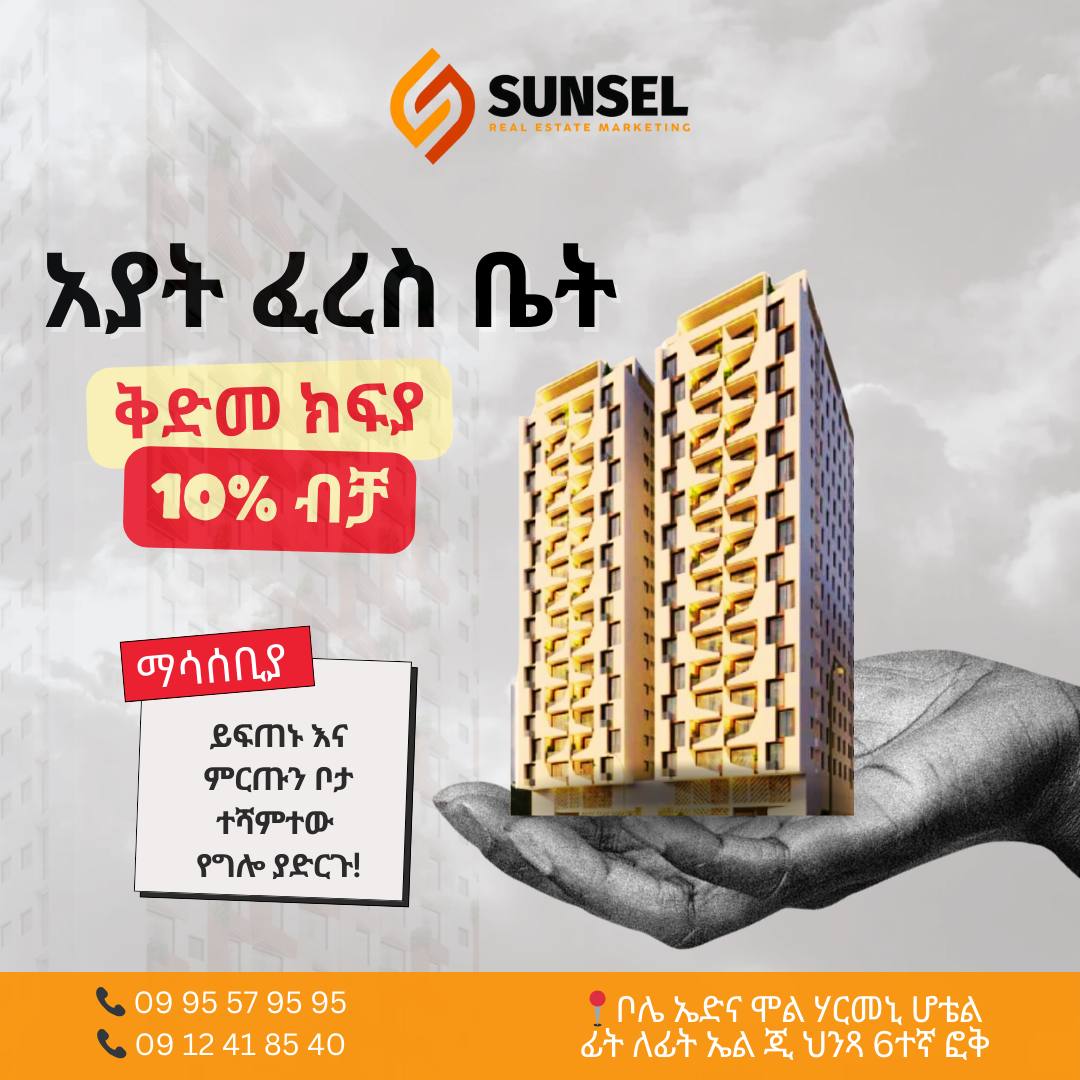 SUNSEL
REAL ESTATE MARKETING
አያት ፈረስ ቤት
ቅድመ ክፍያ
10% ብቻ
ማሳሰቢያ
ይፍጠኑ እና
ምርጡን ቦታ
ተሻምተው
የግሎ ያድርጉ!
09 95 57 95 95
09 12 41 85 40
ቦሌ ኤድና ሞል ሃርመኒ ሆቴል
ፊት ለፊት ኤል ጂ ህንጻ 6ተኛ ፎቅ